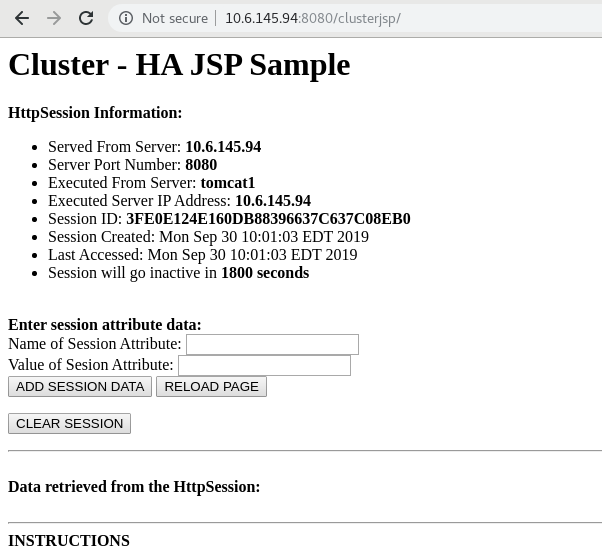 Not secure | 10.6.145.94:8080/clusterjsp/
Cluster - HA JSP Sample
HttpSession Information:
Served From Server: 10.6.145.94
Server Port Number: 8080
Executed From Server: tomcat1
Executed Server IP Address: 10.6.145.94
Session ID: 3FE0E124E160DB88396637C637C08EB0
Session Created: Mon Sep 30 10:01:03 EDT 2019
Last Accessed: Mon Sep 30 10:01:03 EDT 2019
Session will go inactive in 1800 seconds
Enter session attribute data:
Name of Session Attribute:
Value of Sesion Attribute:
ADD SESSION DATA RELOAD PAGE
CLEAR SESSION
Data retrieved from the HttpSession:
INSTRUCTIONS